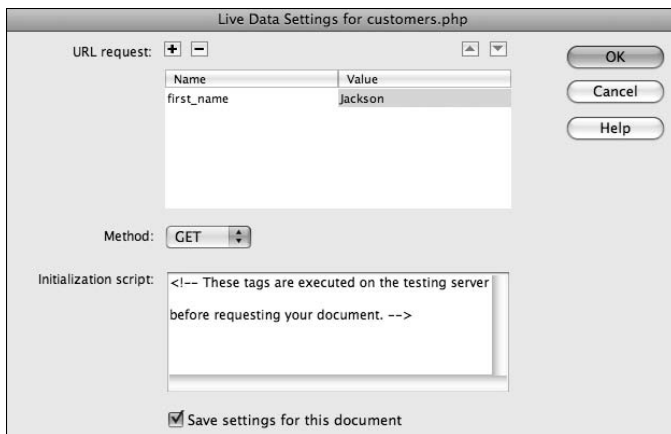 Live Data Settings for customers.php
URL request:
OK
Name Value
first_name Jackson
Cancel
Help
Method: GET
Initialization script: <!-- These tags are executed on the testing server
before requesting your document. -->
Save settings for this document